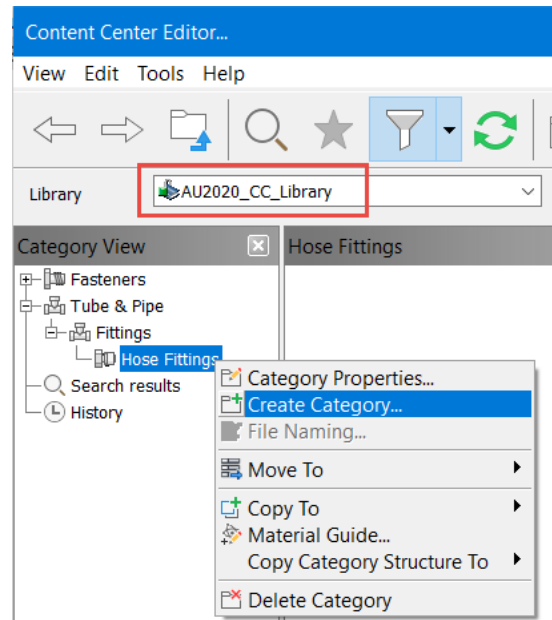 Content Center Editor...
View Edit Tools Help
Library
AU2020_CC_Library
Category View
Hose Fittings
Fasteners
Tube & Pipe
Fittings
Hose Fittings
Search results
History
Category Properties...
Create Category...
File Naming...
Move To
Copy To
Material Guide...
Copy Category Structure To
Delete Category